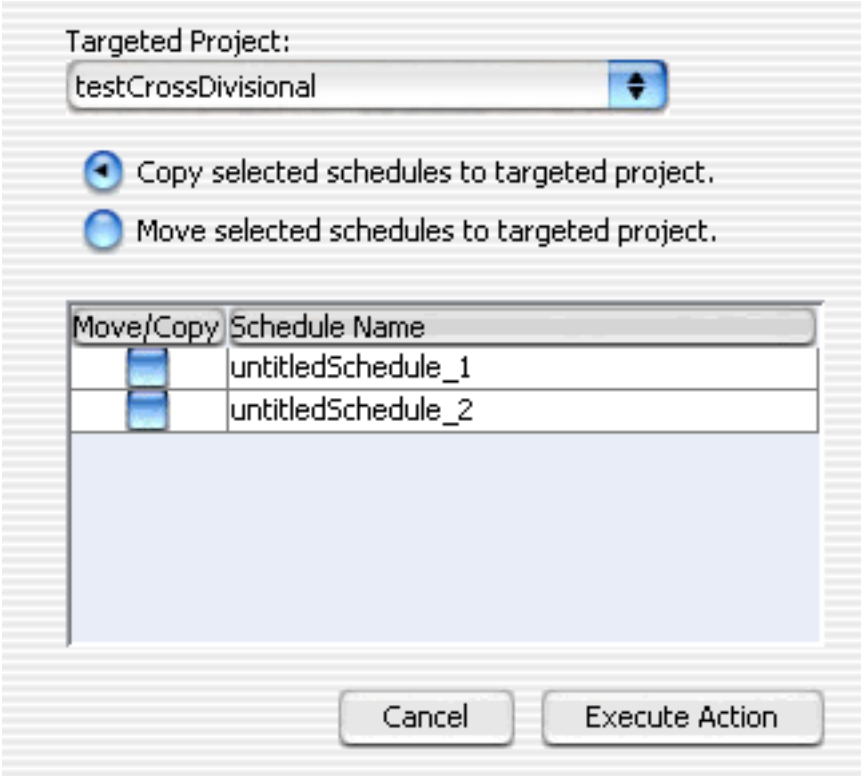 Targeted Project:
testCrossDivisional
Copy selected schedules to targeted project.
Move selected schedules to targeted project.
Move/Copy Schedule Name
untitledSchedule_1
untitledSchedule_2
Cancel Execute Action